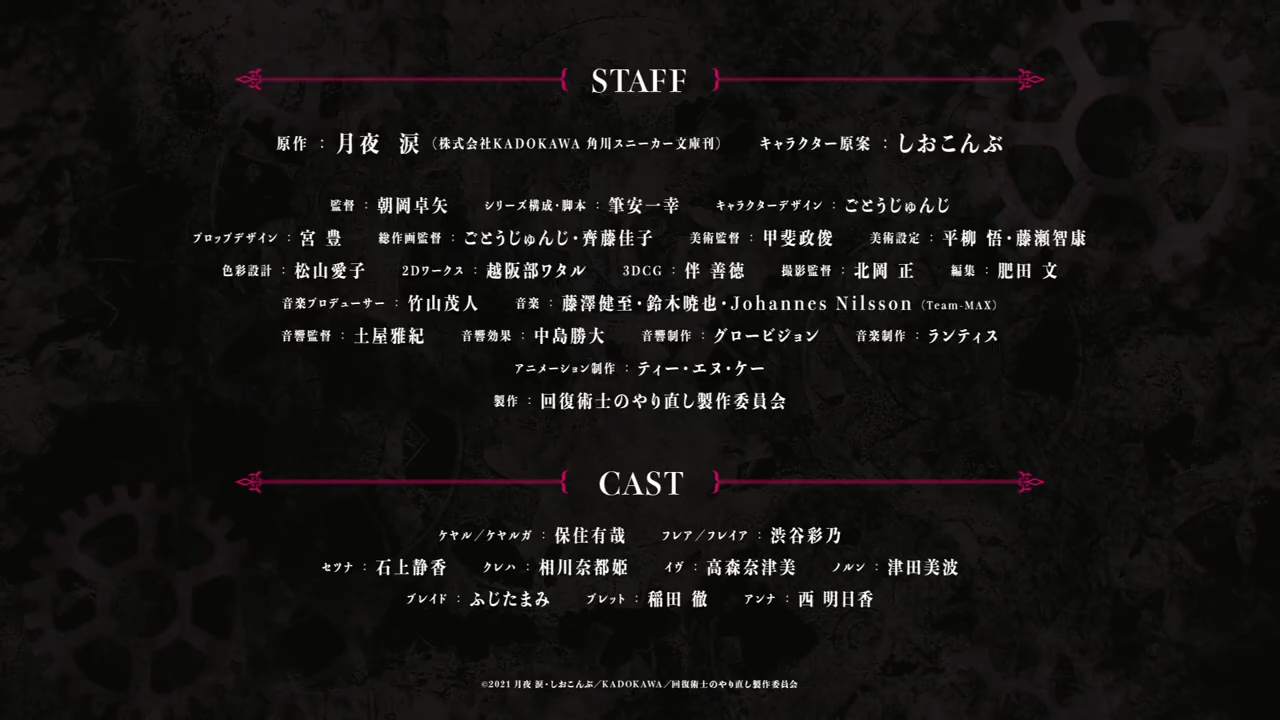 STAFF
原作 : 月夜 涙 (株式会社KADOKAWA 角川スニーカー文庫刊) キャラクター原案 : しおこんぶ
監督 : 朝岡卓矢 シリーズ構成・脚本 : 筆安一幸 キャラクターデザイン : ごとうじゅんじ
プロップデザイン : 宮 豊 総作画監督 : ごとうじゅんじ・齊藤佳子 美術監督 : 甲斐政俊 美術設定 : 平柳 悟・藤瀬智康
色彩設計 : 松山愛子 2Dワークス : 越阪部ワタル 3DCG : 伴 善徳 撮影監督 : 北岡 正 編集 : 肥田 文
音楽プロデューサー : 竹山茂人 音楽 : 藤澤健至・鈴木暁也・Johannes Nilsson (Team-MAX)
音響監督 : 土屋雅紀 音響効果 : 中島勝大 音響制作 : グロービジョン 音楽制作 : ランティス
アニメーション制作 : ティー・エヌ・ケー
製作 : 回復術士のやり直し製作委員会
CAST
ケヤル/ケヤルガ : 保住有哉 フレア/フレイア : 渋谷彩乃
セツナ : 石上静香 クレハ : 相川奈都姫 イヴ : 高森奈津美 ノルン : 津田美波
ブレイド : ふじたまみ ブレット : 稲田 徹 アンナ : 西 明日香
©2021 月夜 涙・しおこんぶ/KADOKAWA/回復術士のやり直し製作委員会